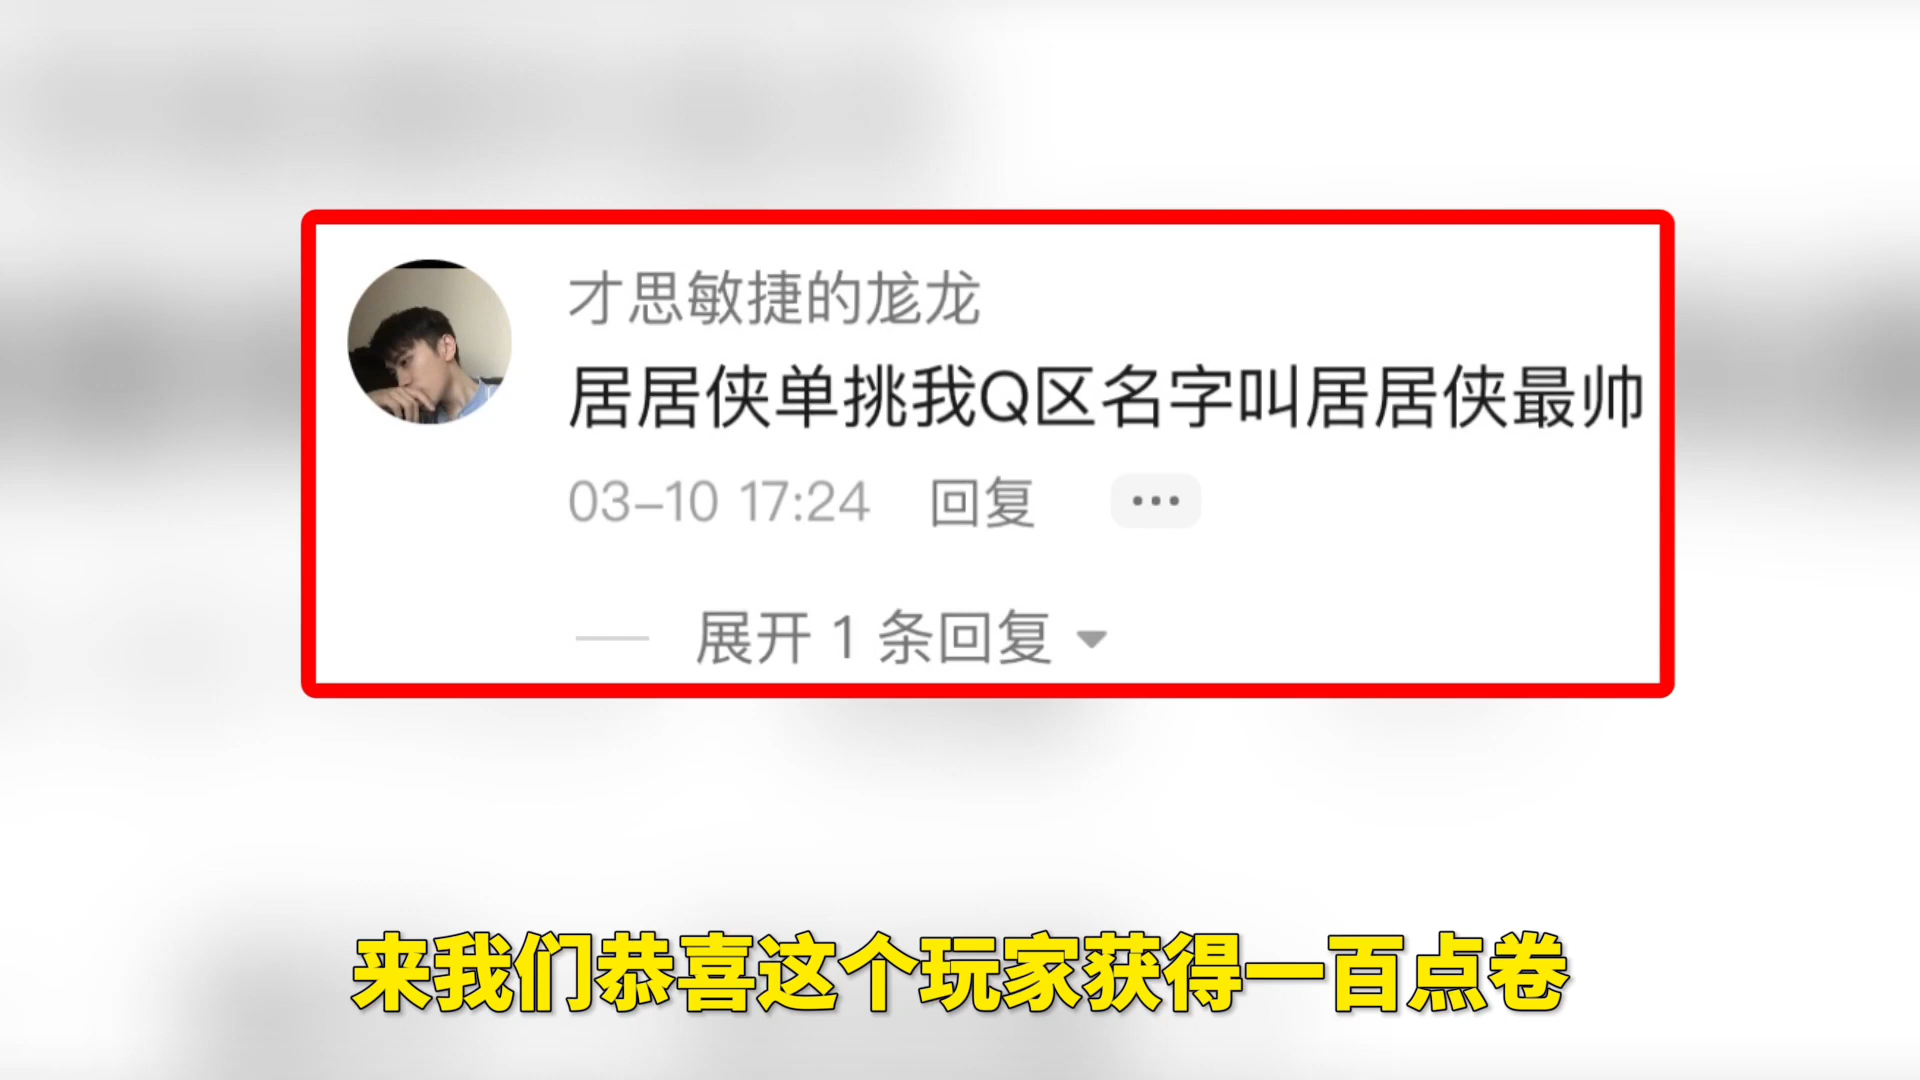 才思敏捷的尨龙
居居侠单挑我Q区名字叫居居侠最帅
03-10 17:24 回复 ...
展开 1 条回复
来我们恭喜这个玩家获得一百点卷